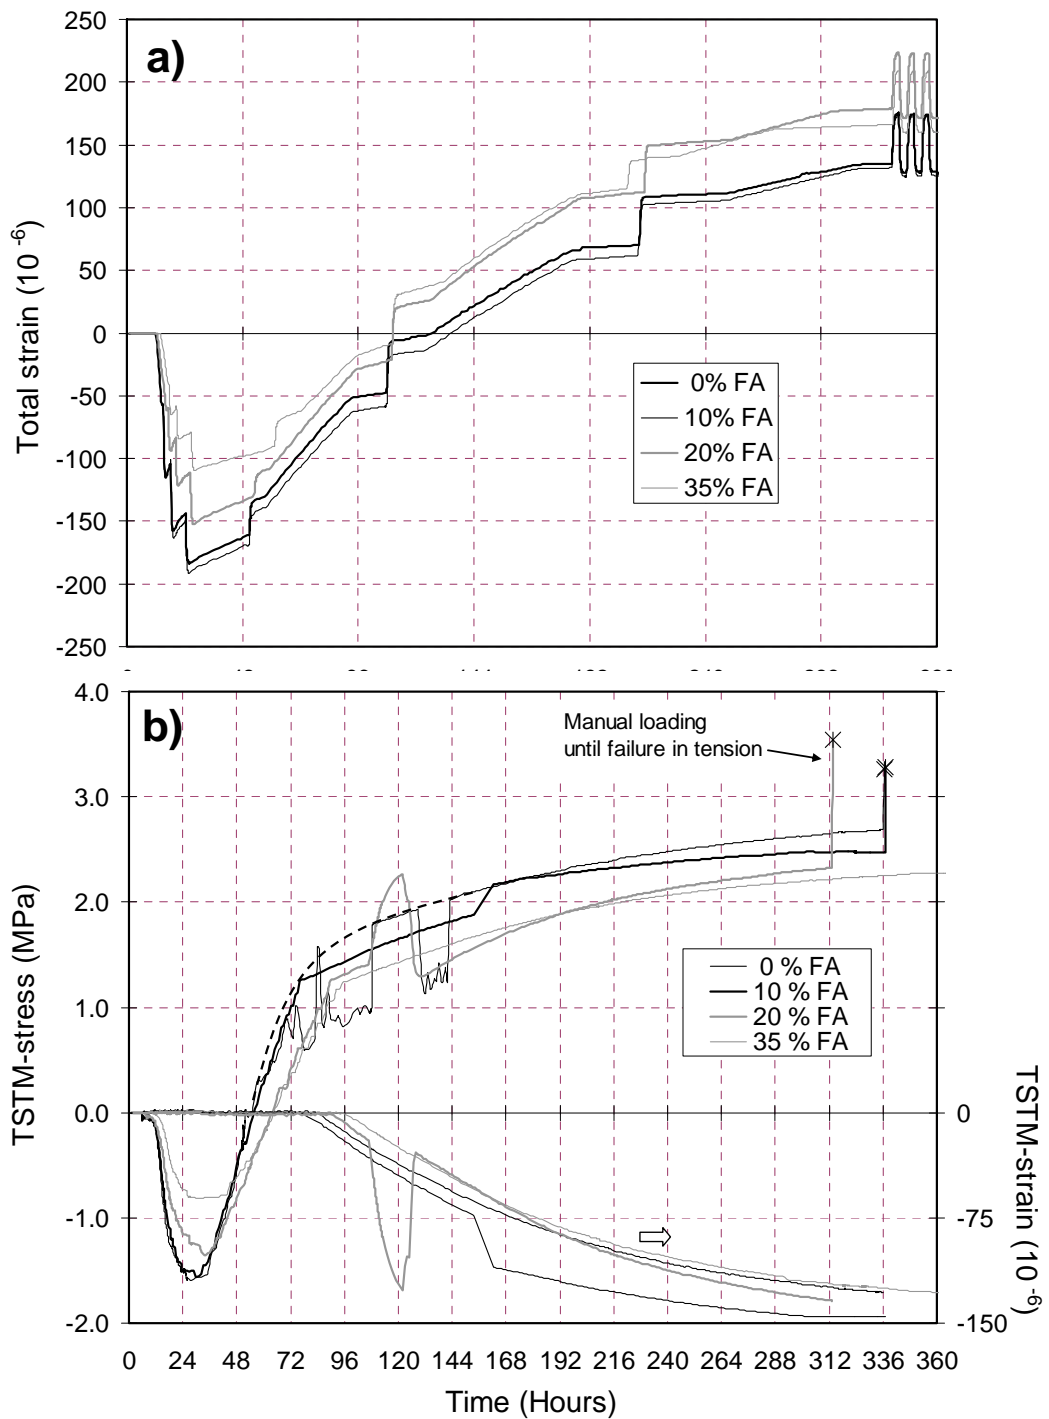 a)
250
200
150
100
50
0
-50
-100
-150
-200
-250
Total strain (10 -6)
0% FA
10% FA
20% FA
35% FA
b)
4.0
3.0
2.0
1.0
0.0
-1.0
-2.0
TSTM-stress (MPa)
Manual loading
until failure in tension
0 % FA
10 % FA
20 % FA
35 % FA
0
-75
-150
TSTM-strain (10 -6)
0 24 48 72 96 120 144 168 192 216 240 264 288 312 336 360
Time (Hours)